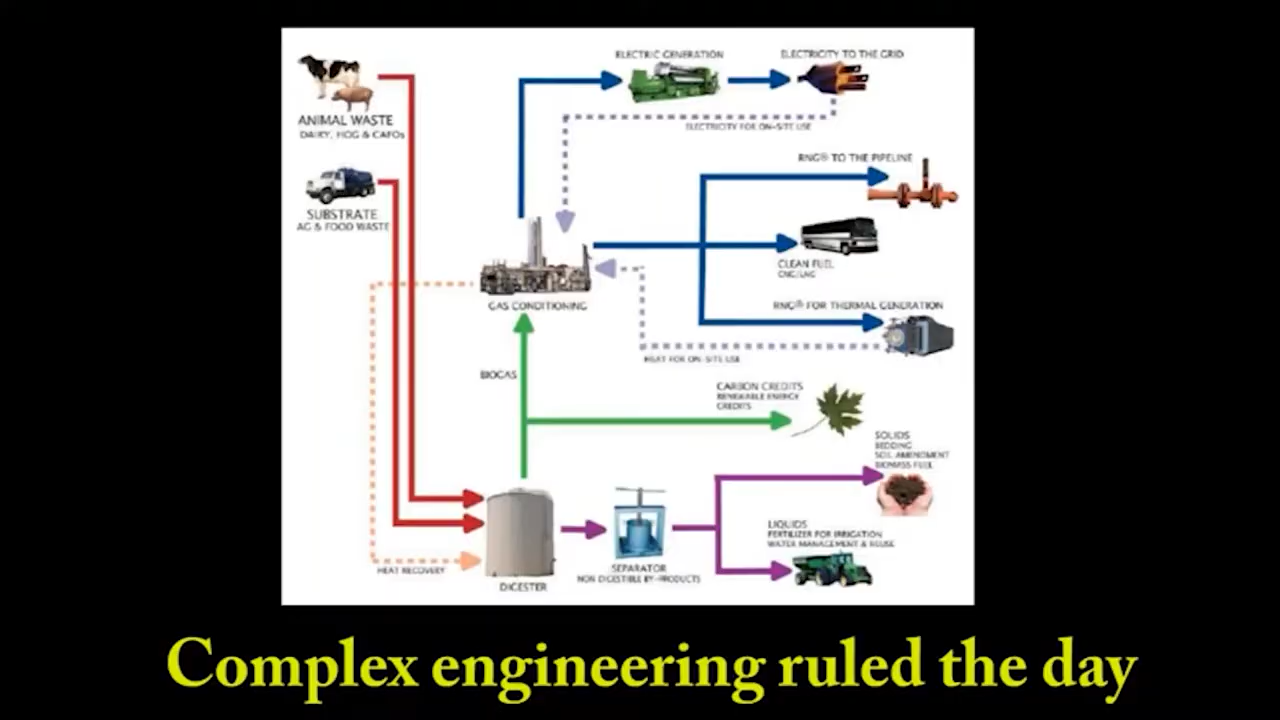 ELECTRIC GENERATION
ELECTRICITY TO THE GRID
ANIMAL WASTE
DAIRY, HOG & CAFOs
ELECTRICITY FOR ON-SITE USE
RNG® TO THE PIPELINE
SUBSTRATE
AG & FOOD WASTE
CLEAN FUEL
CNG/LNG
GAS CONDITIONING
RNG® FOR THERMAL GENERATION
HEAT FOR ON-SITE USE
BIOGAS
CARBON CREDITS
RENEWABLE ENERGY
CREDITS
SOLIDS
BEDDING
SOIL AMENDMENT
BIOMASS FUEL
LIQUIDS
FERTILIZER FOR IRRIGATION
WATER MANAGEMENT & REUSE
HEAT RECOVERY
DIGESTER
SEPARATOR
NON DIGESTIBLE BY-PRODUCTS
Complex engineering ruled the day